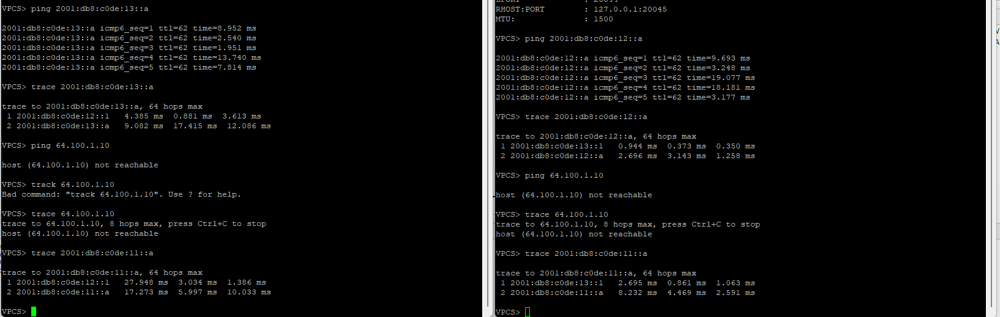 VPCS> ping 2001:db8:c0de:13::a
2001:db8:c0de:13::a icmp6_seq=1 ttl=62 time=8.952 ms
2001:db8:c0de:13::a icmp6_seq=2 ttl=62 time=2.540 ms
2001:db8:c0de:13::a icmp6_seq=3 ttl=62 time=1.951 ms
2001:db8:c0de:13::a icmp6_seq=4 ttl=62 time=13.740 ms
2001:db8:c0de:13::a icmp6_seq=5 ttl=62 time=7.814 ms
VPCS> trace 2001:db8:c0de:13::a
trace to 2001:db8:c0de:13::a, 64 hops max
1 2001:db8:c0de:12::1   4.385 ms  0.881 ms  3.613 ms
2 2001:db8:c0de:13::a   9.082 ms  17.415 ms  12.086 ms
VPCS> ping 64.100.1.10
host (64.100.1.10) not reachable
VPCS> track 64.100.1.10
Bad command: "track 64.100.1.10". Use ? for help.
VPCS> trace 64.100.1.10
trace to 64.100.1.10, 8 hops max, press Ctrl+C to stop
host (64.100.1.10) not reachable
VPCS> trace 2001:db8:c0de:11::a
trace to 2001:db8:c0de:11::a, 64 hops max
1 2001:db8:c0de:12::1   27.948 ms  3.034 ms  1.386 ms
2 2001:db8:c0de:11::a   17.273 ms  5.997 ms  10.033 ms
VPCS>
RHOST:PORT        : 127.0.0.1:20045
MTU:              : 1500
VPCS> ping 2001:db8:c0de:12::a
2001:db8:c0de:12::a icmp6_seq=1 ttl=62 time=9.693 ms
2001:db8:c0de:12::a icmp6_seq=2 ttl=62 time=3.248 ms
2001:db8:c0de:12::a icmp6_seq=3 ttl=62 time=19.077 ms
2001:db8:c0de:12::a icmp6_seq=4 ttl=62 time=18.181 ms
2001:db8:c0de:12::a icmp6_seq=5 ttl=62 time=3.177 ms
VPCS> trace 2001:db8:c0de:12::a
trace to 2001:db8:c0de:12::a, 64 hops max
1 2001:db8:c0de:13::1   0.944 ms  0.373 ms  0.350 ms
2 2001:db8:c0de:12::a   2.696 ms  3.143 ms  1.258 ms
VPCS> ping 64.100.1.10
host (64.100.1.10) not reachable
VPCS> trace 64.100.1.10
trace to 64.100.1.10, 8 hops max, press Ctrl+C to stop
host (64.100.1.10) not reachable
VPCS> trace 2001:db8:c0de:11::a
trace to 2001:db8:c0de:11::a, 64 hops max
1 2001:db8:c0de:13::1   2.695 ms  0.861 ms  1.063 ms
2 2001:db8:c0de:11::a   8.232 ms  4.469 ms  2.591 ms
VPCS>